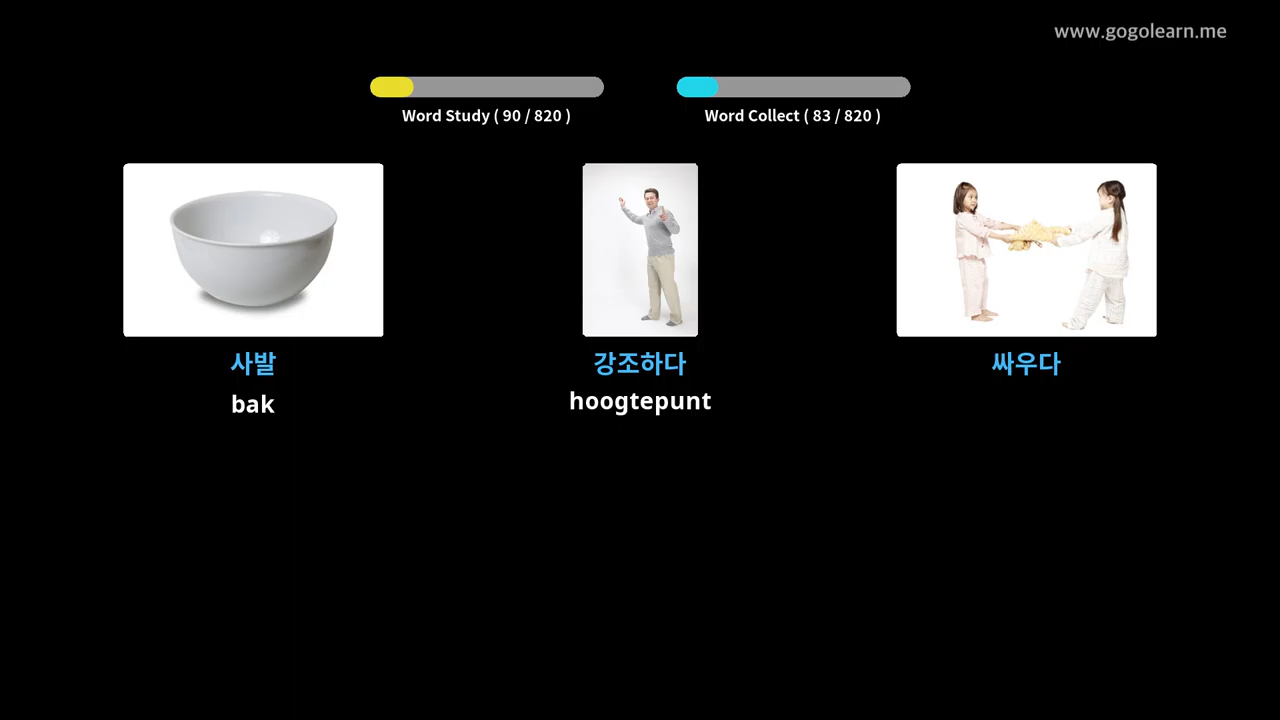 www.gogolearn.me
Word Study ( 90 / 820 )
Word Collect ( 83 / 820 )
사발
강조하다
싸우다
bak
hoogtepunt